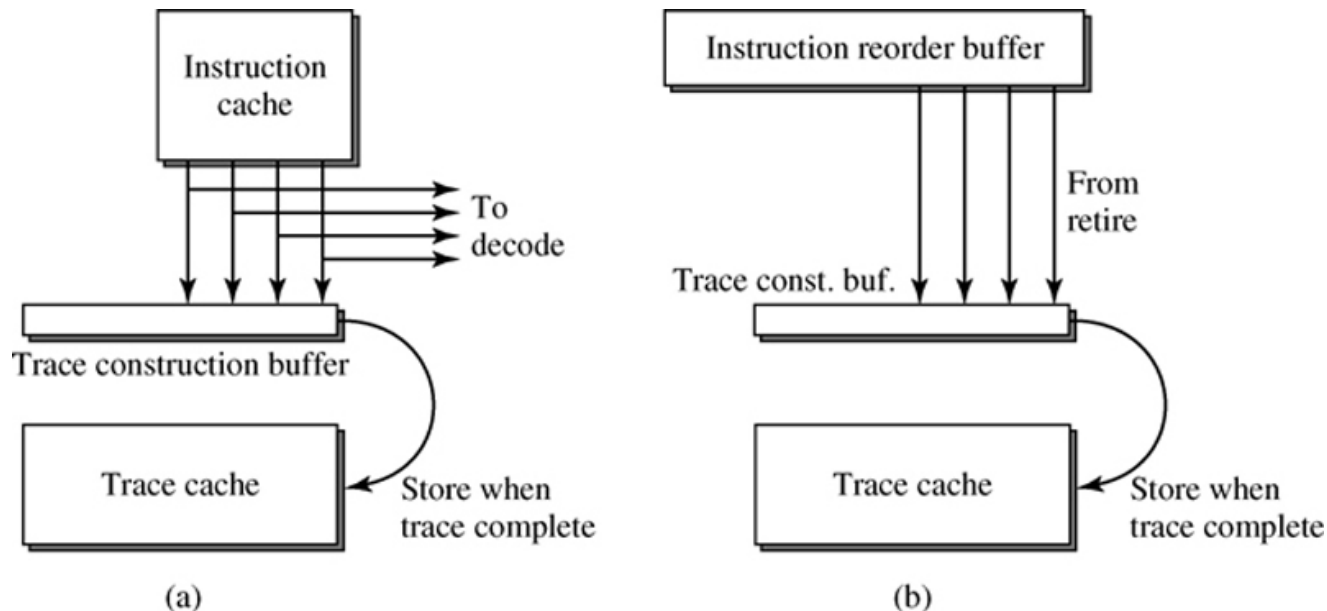 Instruction
cache
To
decode
Trace construction buffer
Trace cache
Store when
trace complete
(a)
Instruction reorder buffer
From
retire
Trace const. buf.
Trace cache
Store when
trace complete
(b)